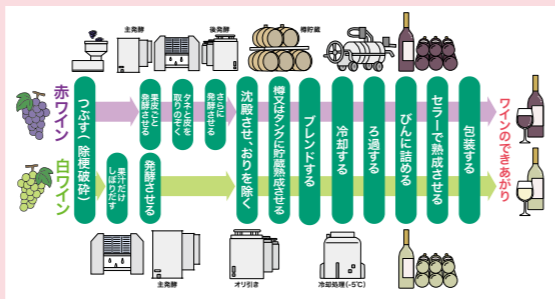 主発酵
後発酵
樽貯蔵
赤ワイン
白ワイン
つぶす(除梗破砕)
果皮ごと
発酵させる
タネと皮を
取りのぞく
さらに
発酵させる
果汁だけ
しぼりだす
発酵させる
沈殿させ、おりを除く
樽又はタンクに貯蔵熟成させる
ブレンドする
冷却する
ろ過する
びんに詰める
セラーで熟成させる
包装する
ワインのできあがり
主発酵
オリ引き
冷却処理(-5℃)